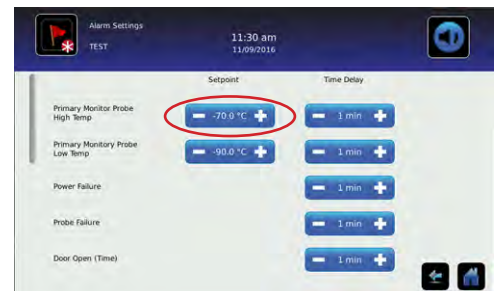 Alarm Settings
TEST
11:30 am
11/09/2016
Setpoint Time Delay
Primary Monitor Probe
High Temp
-70.0 °C
1 min
Primary Monitory Probe
Low Temp
-90.0 °C
1 min
Power Failure
1 min
Probe Failure
1 min
Door Open (Time)
1 min